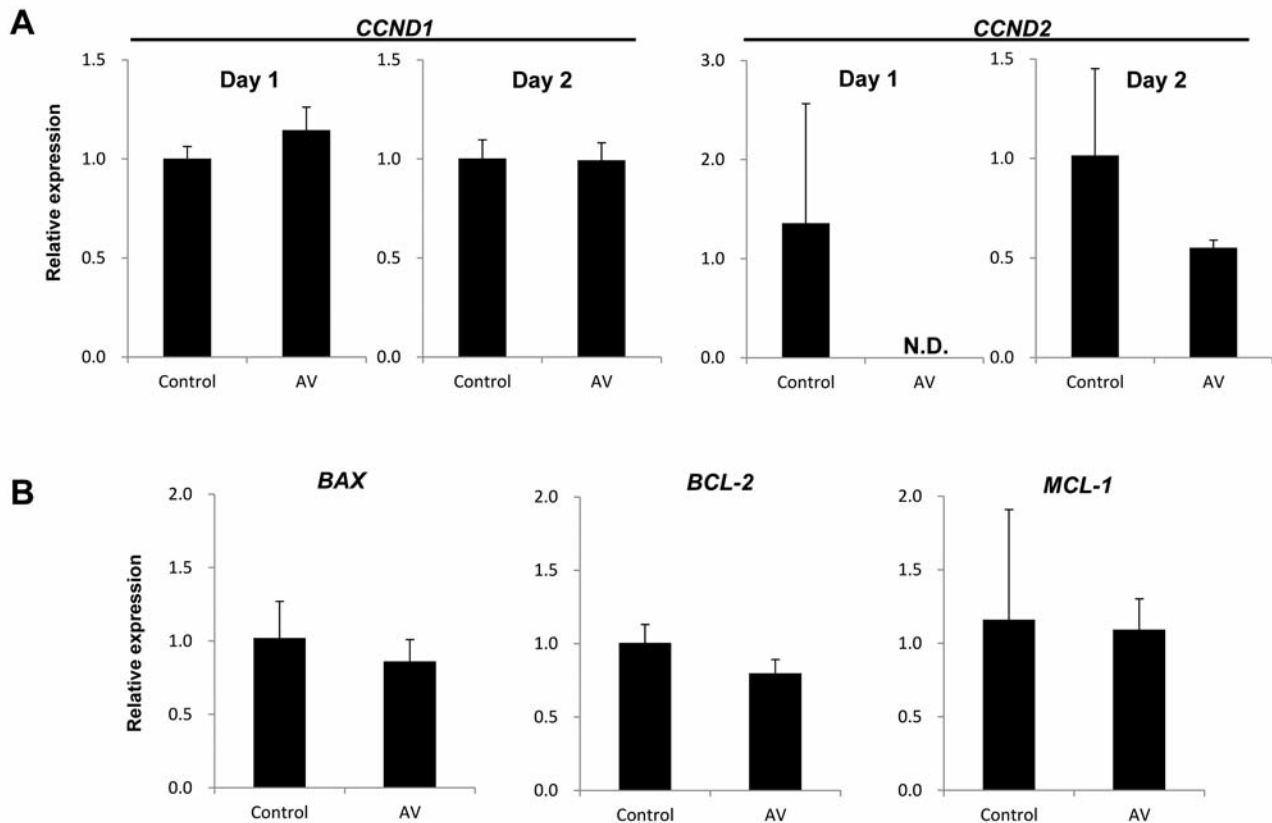 A
CCND1
CCND2
Relative expression
1.5
1.0
0.5
0.0
Day 1
Control
AV
1.5
1.0
0.5
0.0
Day 2
Control
AV
3.0
2.0
1.0
0.0
Day 1
N.D.
Control
AV
1.5
1.0
0.5
0.0
Day 2
Control
AV
B
Relative expression
BAX
2.0
1.5
1.0
0.5
0.0
Control
AV
BCL-2
2.0
1.5
1.0
0.5
0.0
Control
AV
MCL-1
2.0
1.5
1.0
0.5
0.0
Control
AV